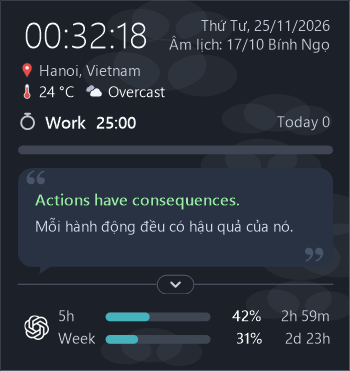 00:32:18
Thứ Tư, 25/11/2026
Âm lịch: 17/10 Bính Ngọ
Hanoi, Vietnam
24 °C Overcast
Work 25:00
Today 0
Actions have consequences.
Mỗi hành động đều có hậu quả của nó.
5h 42% 2h 59m
Week 31% 2d 23h